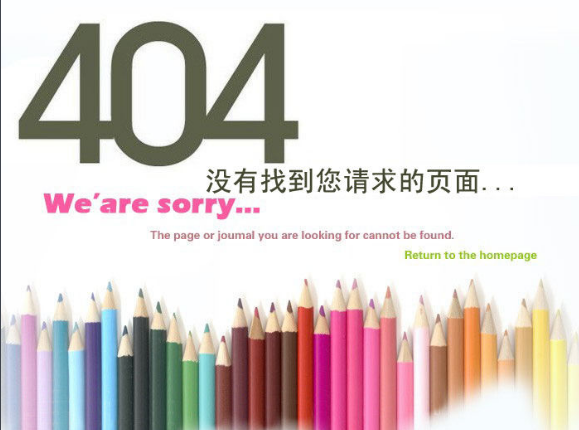 404
没有找到您请求的页面...
We'are sorry...
The page or journal you are looking for cannot be found.
Return to the homepage